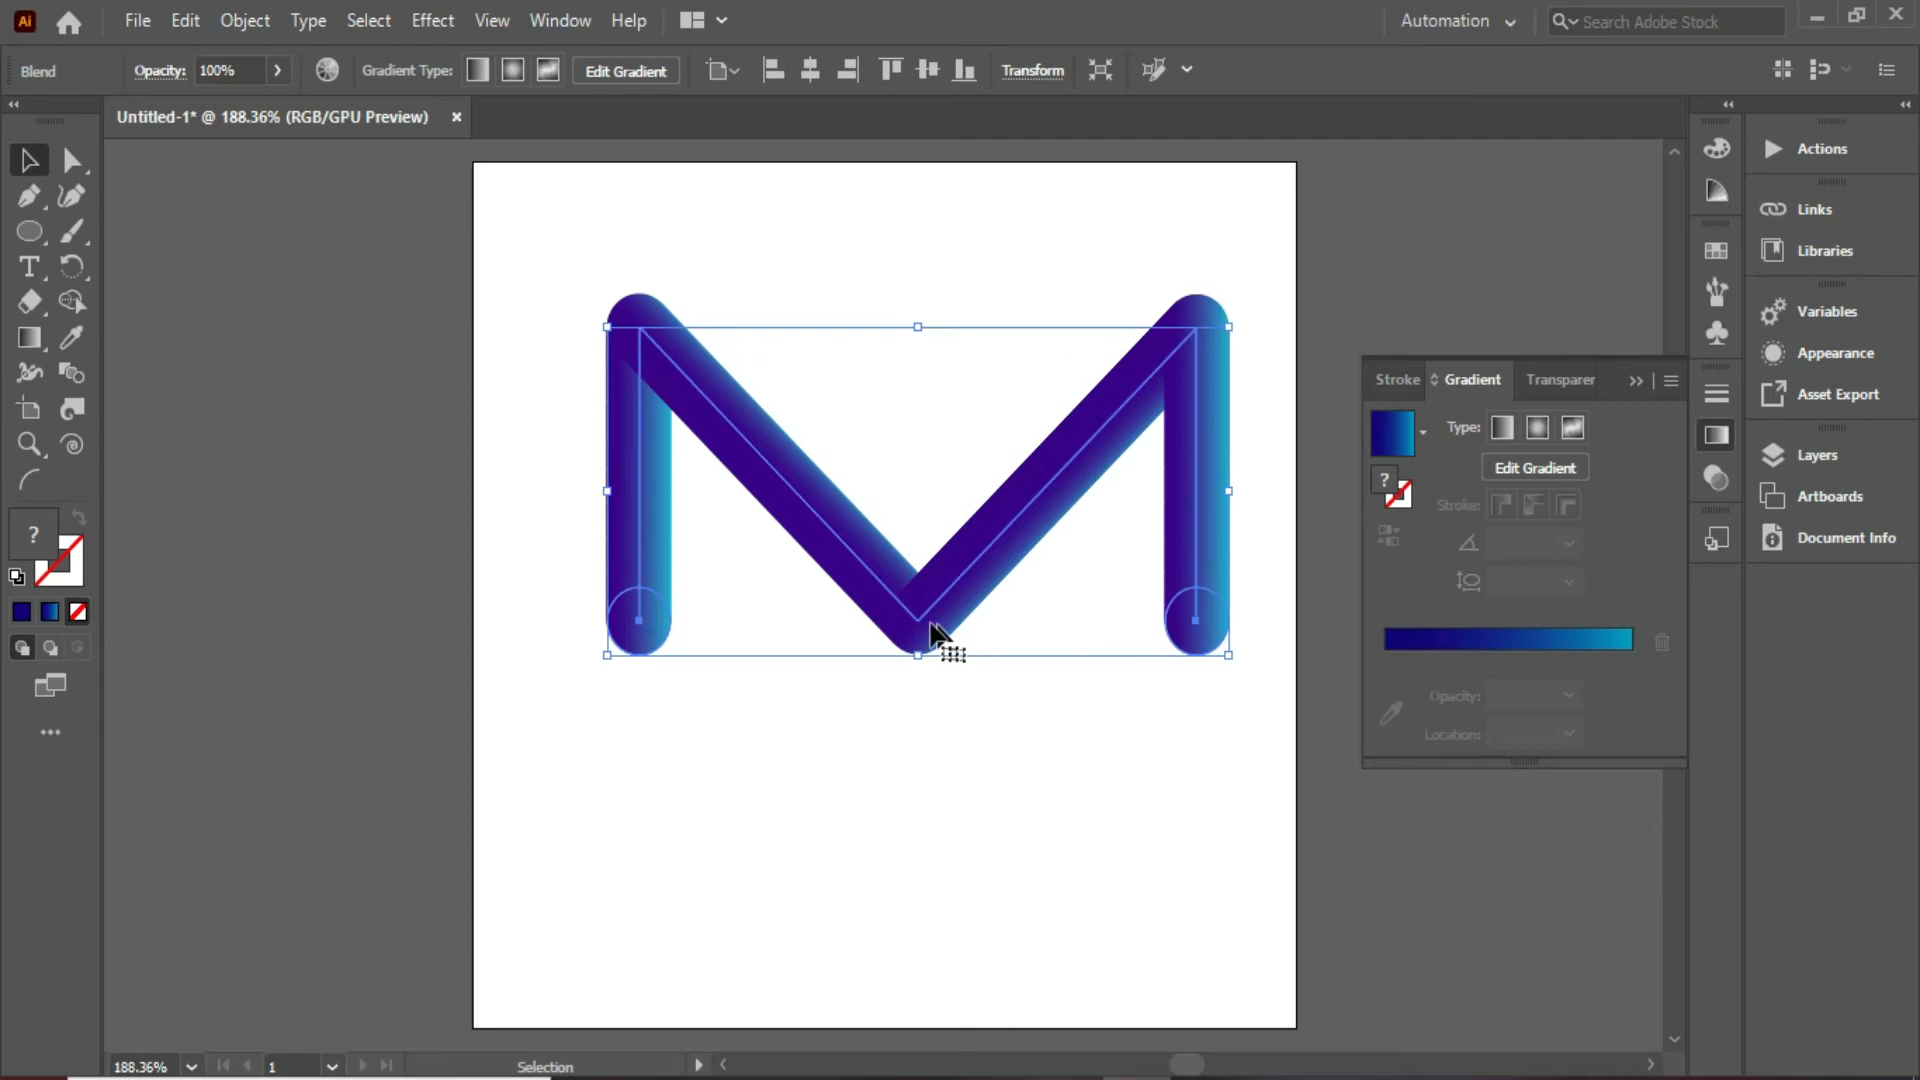 Ai File Edit Object Type Select Effect View Window Help Automation Search Adobe Stock
Blend Opacity: 100% Gradient Type: Edit Gradient Transform
Untitled-1* @ 188.36% (RGB/GPU Preview)
Actions
Links
Libraries
Variables
Appearance
Asset Export
Layers
Artboards
Document Info
Stroke Gradient Transparer
Type:
Edit Gradient
?
Stroke:
Opacity:
Location:
T
?
M
188.36% 1 Selection